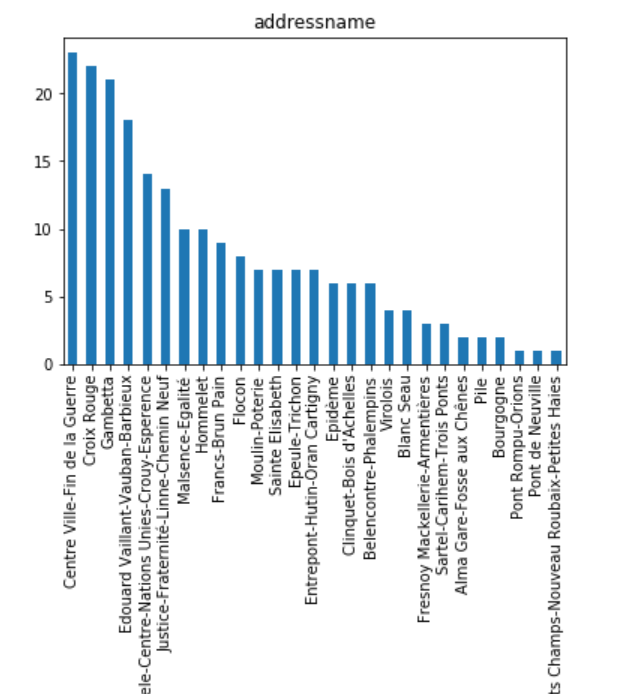 addressname
20
15
10
5
0
Centre Ville-Fin de la Guerre
Croix Rouge
Gambetta
Edouard Vaillant-Vauban-Barbieux
ele-Centre-Nations Unies-Crouy-Esperence
Justice-Fraternité-Linne-Chemin Neuf
Malsence-Egalité
Hommelet
Francs-Brun Pain
Flocon
Moulin-Poterie
Sainte Elisabeth
Epeule-Trichon
Entrepont-Hutin-Oran Cartigny
Epidème
Clinquet-Bois d'Achelles
Belencontre-Phalempins
Virolois
Blanc Seau
Fresnoy Mackellerie-Armentières
Sartel-Carihem-Trois Ponts
Alma Gare-Fosse aux Chênes
Pile
Bourgogne
Pont Rompu-Orions
Pont de Neuville
ts Champs-Nouveau Roubaix-Petites Haies